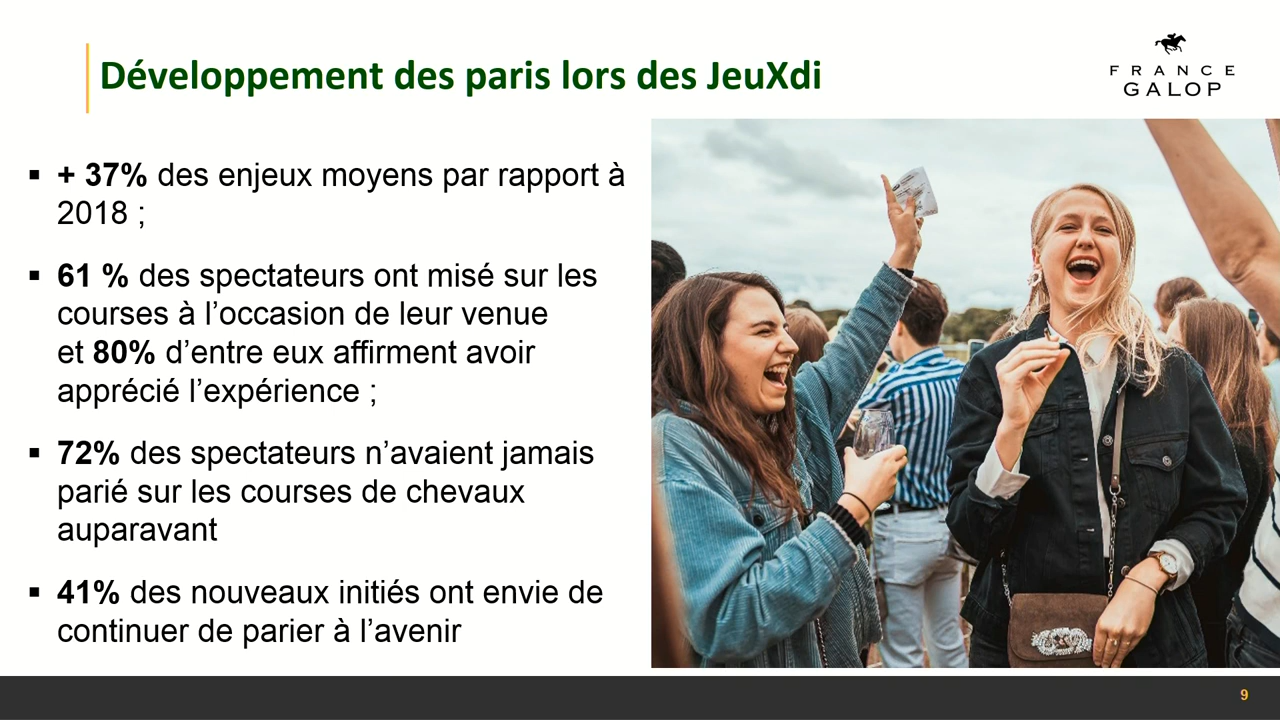 Développement des paris lors des JeuXdi
FRANCE
GALOP
▪ + 37% des enjeux moyens par rapport à
2018 ;
▪ 61 % des spectateurs ont misé sur les
courses à l’occasion de leur venue
et 80% d’entre eux affirment avoir
apprécié l’expérience ;
▪ 72% des spectateurs n’avaient jamais
parié sur les courses de chevaux
auparavant
▪ 41% des nouveaux initiés ont envie de
continuer de parier à l’avenir
9